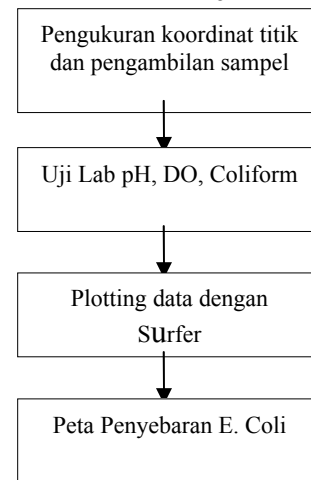 Pengukuran koordinat titik
dan pengambilan sampel
Uji Lab pH, DO, Coliform
Plotting data dengan
Surfer
Peta Penyebaran E. Coli